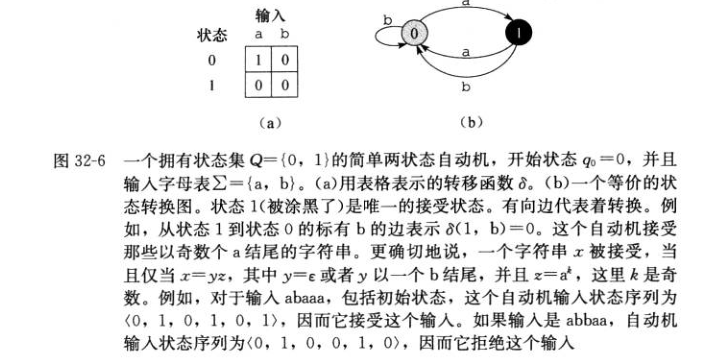 输入
状态 a b
0 1 0
1 0 0
(a)
a
b
0
1
a
b
(b)
图 32-6 一个拥有状态集 Q={0, 1}的简单两状态自动机，开始状态 q₀=0，并且
输入字母表Σ={a, b}。(a)用表格表示的转移函数 δ。(b)一个等价的状
态转换图。状态 1(被涂黑了)是唯一的接受状态。有向边代表着转换。例
如，从状态 1 到状态 0 的标有 b 的边表示 δ(1, b)=0。这个自动机接受
那些以奇数个 a 结尾的字符串。更确切地说，一个字符串 x 被接受，当
且仅当 x=yz，其中 y=ε 或者 y 以一个 b 结尾，并且 z=aᵏ，这里 k 是奇
数。例如，对于输入 abaaa，包括初始状态，这个自动机输入状态序列为
⟨0, 1, 0, 1, 0, 1⟩，因而它接受这个输入。如果输入是 abbaa，自动机
输入状态序列为⟨0, 1, 0, 0, 1, 0⟩，因而它拒绝这个输入